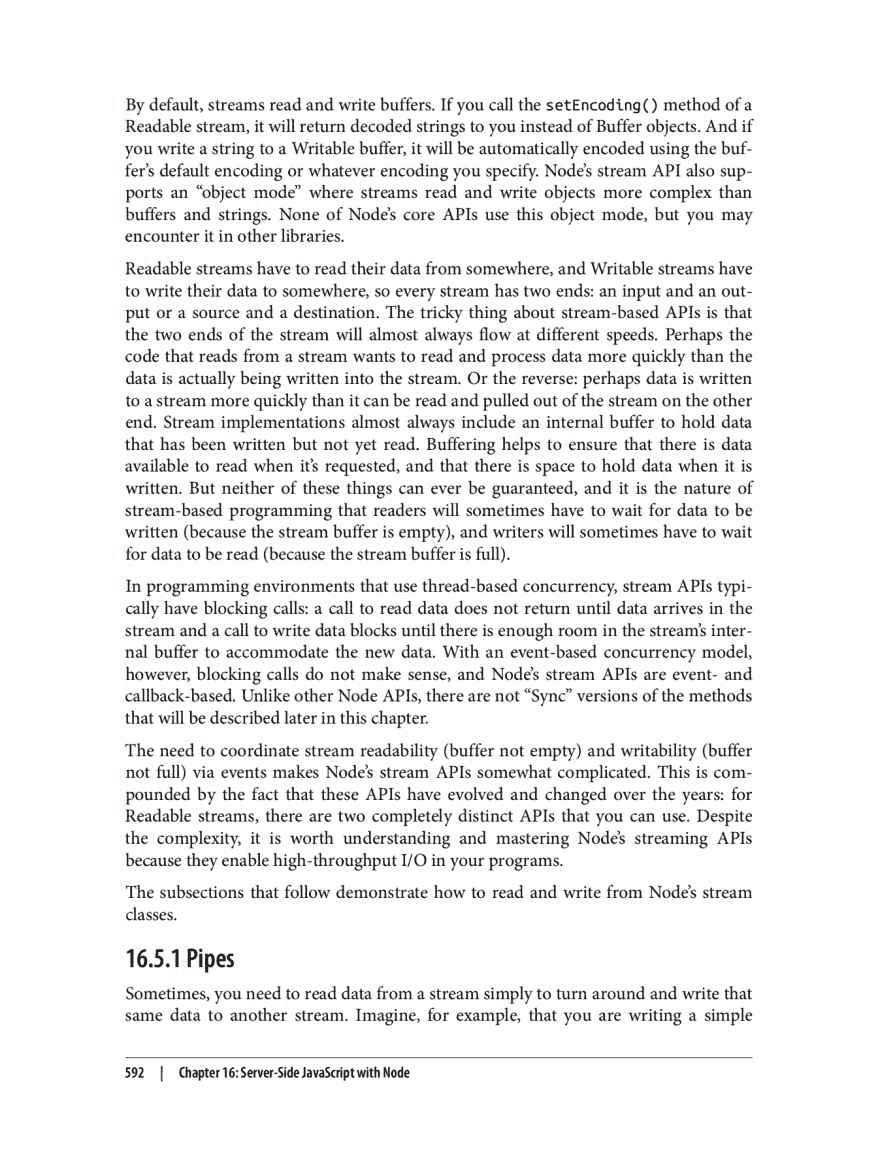 By default, streams read and write buffers. If you call the setEncoding() method of a
Readable stream, it will return decoded strings to you instead of Buffer objects. And if
you write a string to a Writable buffer, it will be automatically encoded using the buf-
fer’s default encoding or whatever encoding you specify. Node’s stream API also sup-
ports an “object mode” where streams read and write objects more complex than
buffers and strings. None of Node’s core APIs use this object mode, but you may
encounter it in other libraries.
Readable streams have to read their data from somewhere, and Writable streams have
to write their data to somewhere, so every stream has two ends: an input and an out-
put or a source and a destination. The tricky thing about stream-based APIs is that
the two ends of the stream will almost always flow at different speeds. Perhaps the
code that reads from a stream wants to read and process data more quickly than the
data is actually being written into the stream. Or the reverse: perhaps data is written
to a stream more quickly than it can be read and pulled out of the stream on the other
end. Stream implementations almost always include an internal buffer to hold data
that has been written but not yet read. Buffering helps to ensure that there is data
available to read when it’s requested, and that there is space to hold data when it is
written. But neither of these things can ever be guaranteed, and it is the nature of
stream-based programming that readers will sometimes have to wait for data to be
written (because the stream buffer is empty), and writers will sometimes have to wait
for data to be read (because the stream buffer is full).
In programming environments that use thread-based concurrency, stream APIs typi-
cally have blocking calls: a call to read data does not return until data arrives in the
stream and a call to write data blocks until there is enough room in the stream’s inter-
nal buffer to accommodate the new data. With an event-based concurrency model,
however, blocking calls do not make sense, and Node’s stream APIs are event- and
callback-based. Unlike other Node APIs, there are not “Sync” versions of the methods
that will be described later in this chapter.
The need to coordinate stream readability (buffer not empty) and writability (buffer
not full) via events makes Node’s stream APIs somewhat complicated. This is com-
pounded by the fact that these APIs have evolved and changed over the years: for
Readable streams, there are two completely distinct APIs that you can use. Despite
the complexity, it is worth understanding and mastering Node’s streaming APIs
because they enable high-throughput I/O in your programs.
The subsections that follow demonstrate how to read and write from Node’s stream
classes.
16.5.1 Pipes
Sometimes, you need to read data from a stream simply to turn around and write that
same data to another stream. Imagine, for example, that you are writing a simple
592 | Chapter 16: Server-Side JavaScript with Node